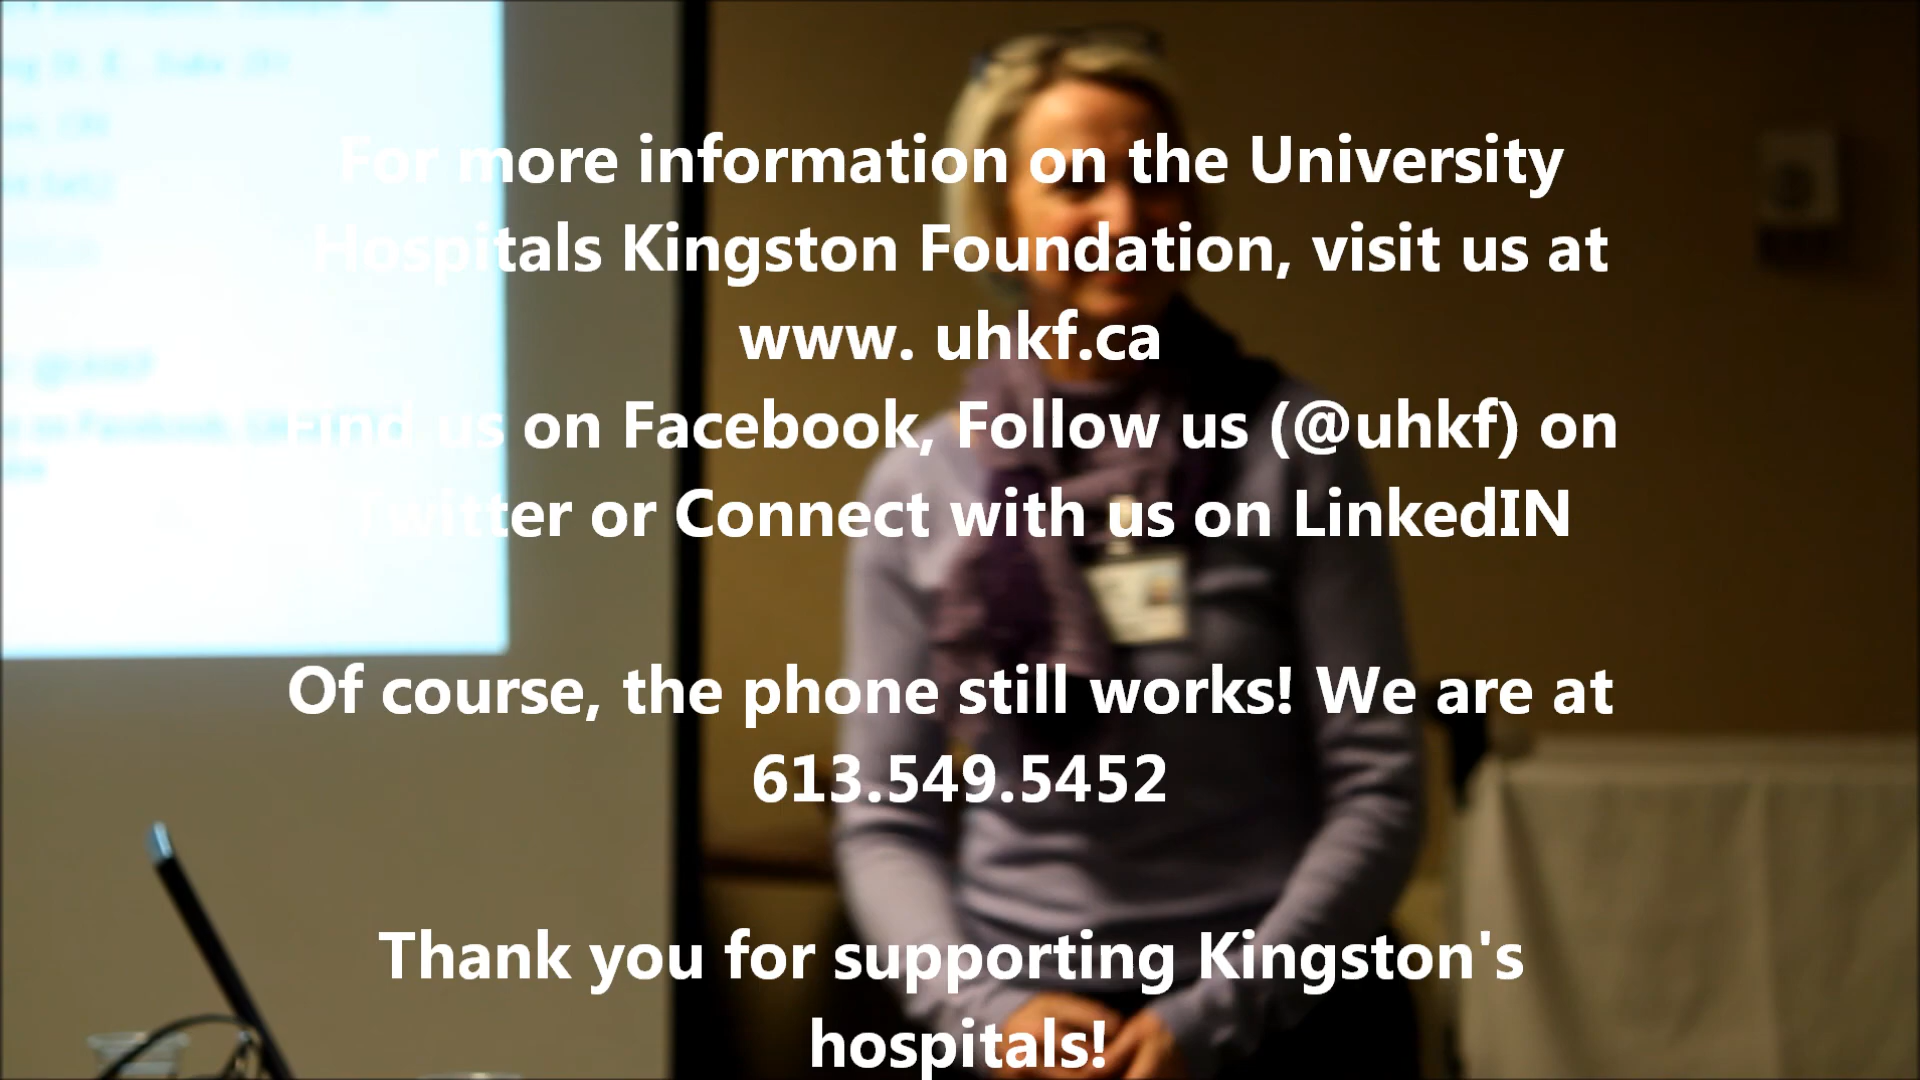 For more information on the University
Hospitals Kingston Foundation, visit us at
www. uhkf.ca
Find us on Facebook, Follow us (@uhkf) on
Twitter or Connect with us on LinkedIN
Of course, the phone still works! We are at
613.549.5452
Thank you for supporting Kingston's
hospitals!